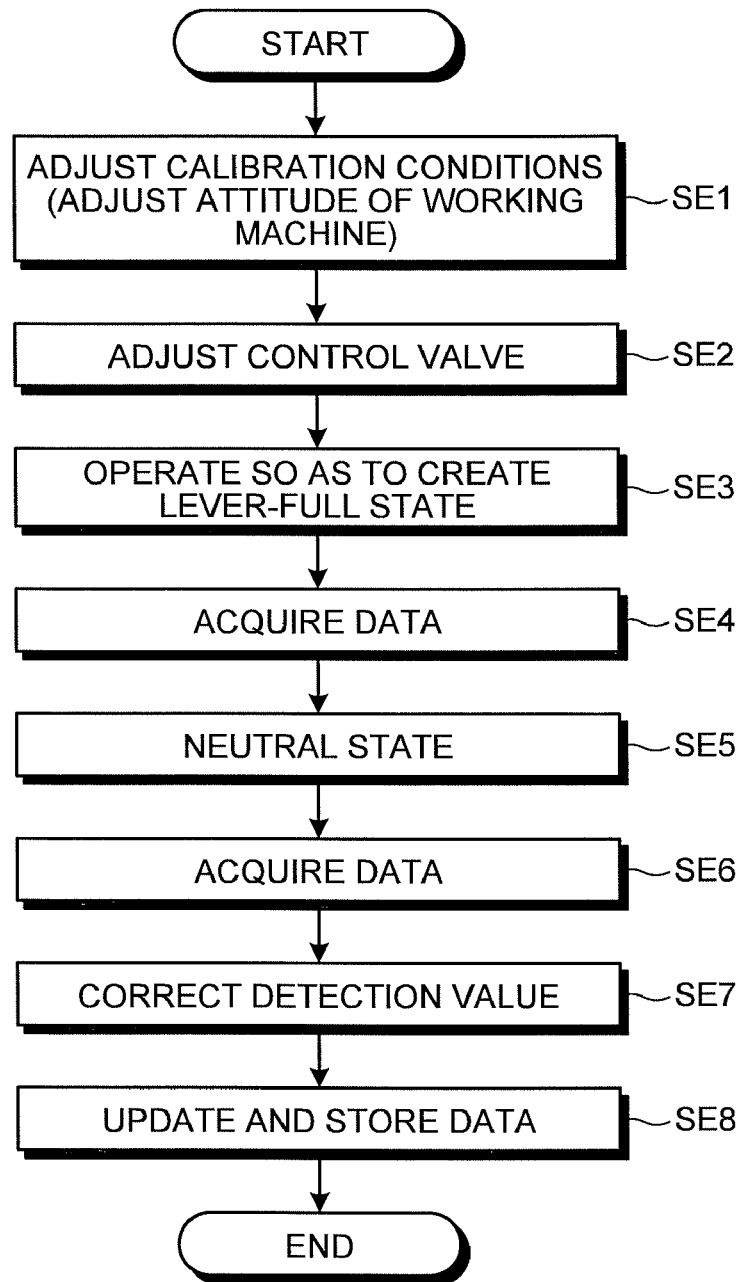 START
ADJUST CALIBRATION CONDITIONS
(ADJUST ATTITUDE OF WORKING
MACHINE)
SE1
ADJUST CONTROL VALVE
SE2
OPERATE SO AS TO CREATE
LEVER-FULL STATE
SE3
ACQUIRE DATA
SE4
NEUTRAL STATE
SE5
ACQUIRE DATA
SE6
CORRECT DETECTION VALUE
SE7
UPDATE AND STORE DATA
SE8
END